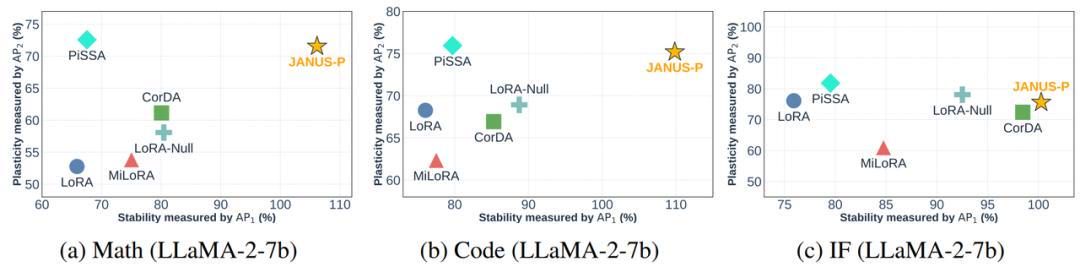 Plasticity measured by AP₂ (%)
75
70
65
60
55
50
PiSSA
JANUS-P
CorDA
LoRA-Null
LoRA
MiLoRA
60 70 80 90 100 110
Stability measured by AP₁ (%)
(a) Math (LLaMA-2-7b)
Plasticity measured by AP₂ (%)
80
75
70
65
60
PiSSA
JANUS-P
LoRA-Null
LoRA
CorDA
MiLoRA
80 90 100 110
Stability measured by AP₁ (%)
(b) Code (LLaMA-2-7b)
Plasticity measured by AP₂ (%)
100
90
80
70
60
50
JANUS-P
PiSSA
LoRA
LoRA-Null
CorDA
MiLoRA
75 80 85 90 95 100
Stability measured by AP₁ (%)
(c) IF (LLaMA-2-7b)